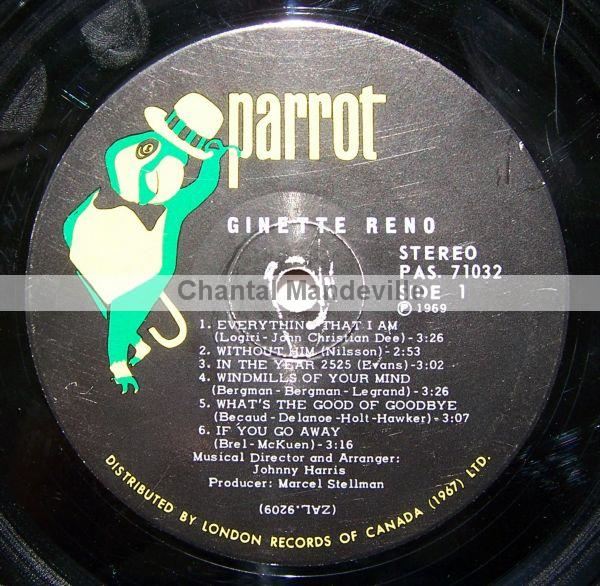 parrot
GINETTE RENO
STEREO
PAS. 71032
SIDE 1
℗ 1969
Chantal Mandeville
1. EVERYTHING THAT I AM
(Logiri - John Christian Dee) - 3:26
2. WITHOUT HIM (Nilsson) - 2:53
3. IN THE YEAR 2525 (Evans) - 3:02
4. WINDMILLS OF YOUR MIND
(Bergman - Bergman - Legrand) - 3:26
5. WHAT'S THE GOOD OF GOODBYE
(Becaud - Delanoe - Holt - Hawker) - 3:07
6. IF YOU GO AWAY
(Brel - McKuen) - 3:16
Musical Director and Arranger:
Johnny Harris
Producer: Marcel Stellman
(ZAL.9209)
DISTRIBUTED BY LONDON RECORDS OF CANADA (1967) LTD.